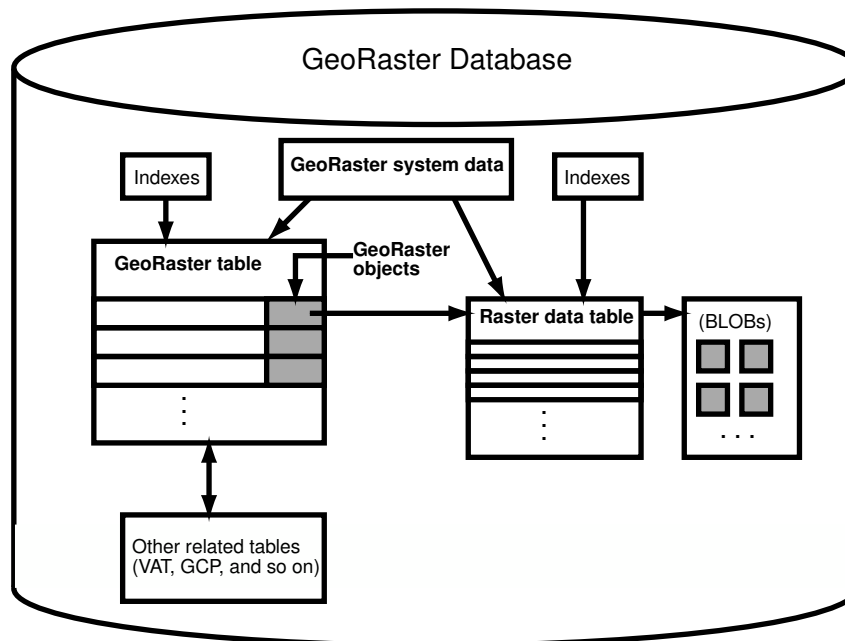 GeoRaster Database
Indexes
GeoRaster system data
Indexes
GeoRaster table
GeoRaster
objects
Raster data table
(BLOBs)
. . .
Other related tables
(VAT, GCP, and so on)